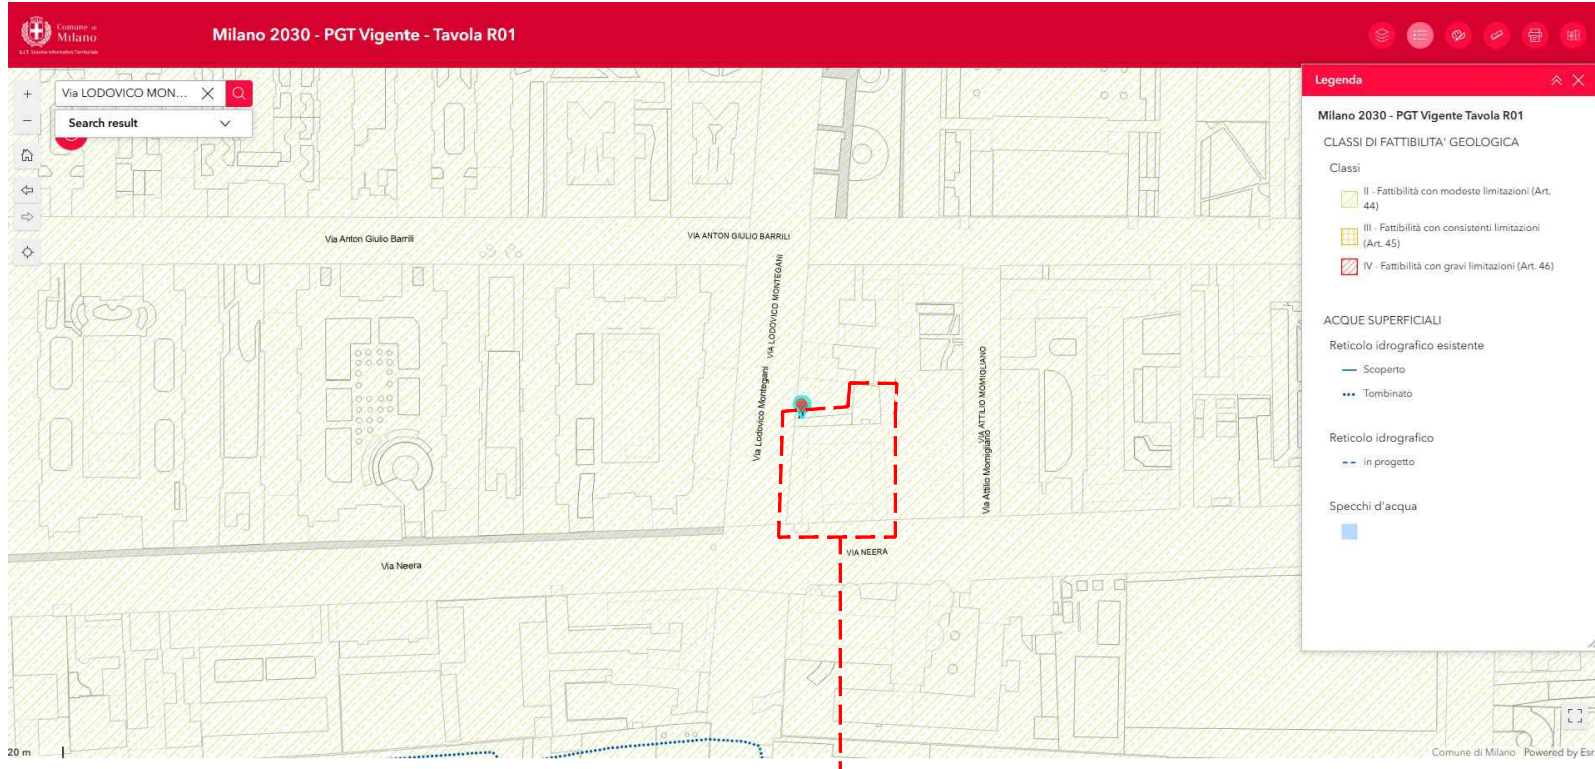 Comune di
Milano
S.I.T. Sistema Informativo Territoriale
Milano 2030 - PGT Vigente - Tavola R01
+
Via LODOVICO MON...
−
Search result
Via Anton Giulio Barrili
VIA ANTON GIULIO BARRILI
VIA LODOVICO MONTEGANI
Via Lodovico Montegani
VIA ATTILIO MOMIGLIANO
Via Attilio Momigliano
VIA NEERA
Via Neera
20 m
Legenda
Milano 2030 - PGT Vigente Tavola R01
CLASSI DI FATTIBILITA' GEOLOGICA
Classi
II - Fattibilità con modeste limitazioni (Art.
44)
III - Fattibilità con consistenti limitazioni
(Art. 45)
IV - Fattibilità con gravi limitazioni (Art. 46)
ACQUE SUPERFICIALI
Reticolo idrografico esistente
Scoperto
Tombinato
Reticolo idrografico
in progetto
Specchi d'acqua
Comune di Milano Powered by Esr